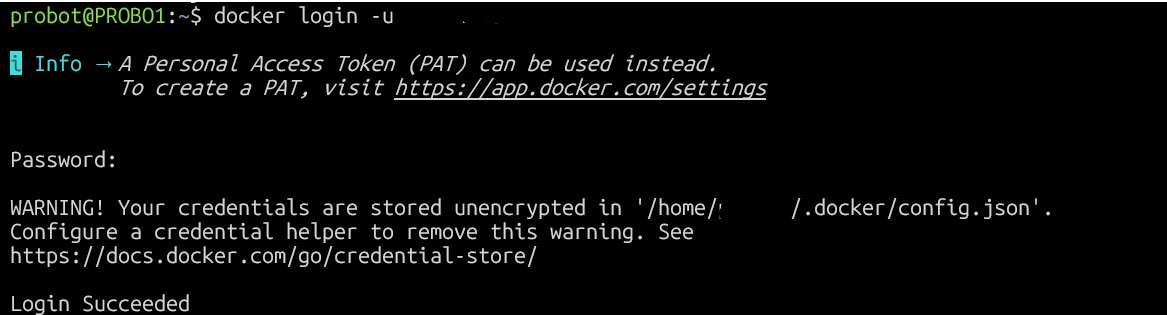 probot@PROBO1:~$ docker login -u
i Info → A Personal Access Token (PAT) can be used instead.
To create a PAT, visit https://app.docker.com/settings
Password:
WARNING! Your credentials are stored unencrypted in '/home/ /.docker/config.json'.
Configure a credential helper to remove this warning. See
https://docs.docker.com/go/credential-store/
Login Succeeded